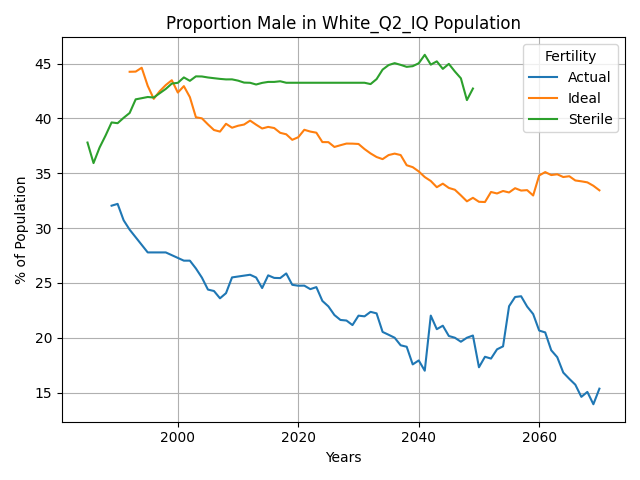 Proportion Male in White_Q2_IQ Population
% of Population
45
40
35
30
25
20
15
Fertility
Actual
Ideal
Sterile
2000
2020
2040
2060
Years